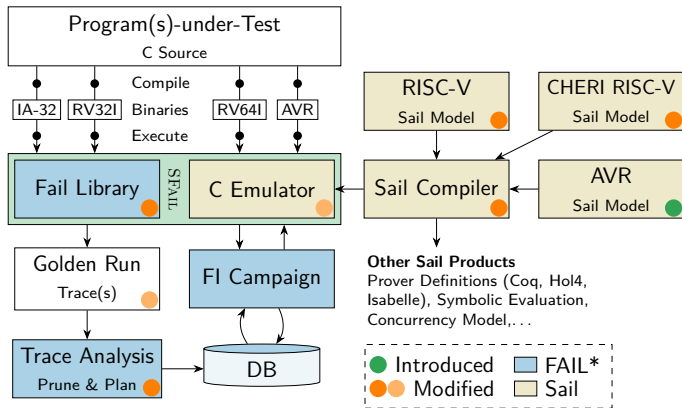 Program(s)-under-Test
C Source
Compile
IA-32 RV32I Binaries RV64I AVR
Execute
RISC-V
Sail Model
CHERI RISC-V
Sail Model
Fail Library
SFAIL
C Emulator
Sail Compiler
AVR
Sail Model
Golden Run
Trace(s)
FI Campaign
Other Sail Products
Prover Definitions (Coq, Hol4,
Isabelle), Symbolic Evaluation,
Concurrency Model,...
Trace Analysis
Prune & Plan
DB
Introduced
FAIL*
Modified
Sail